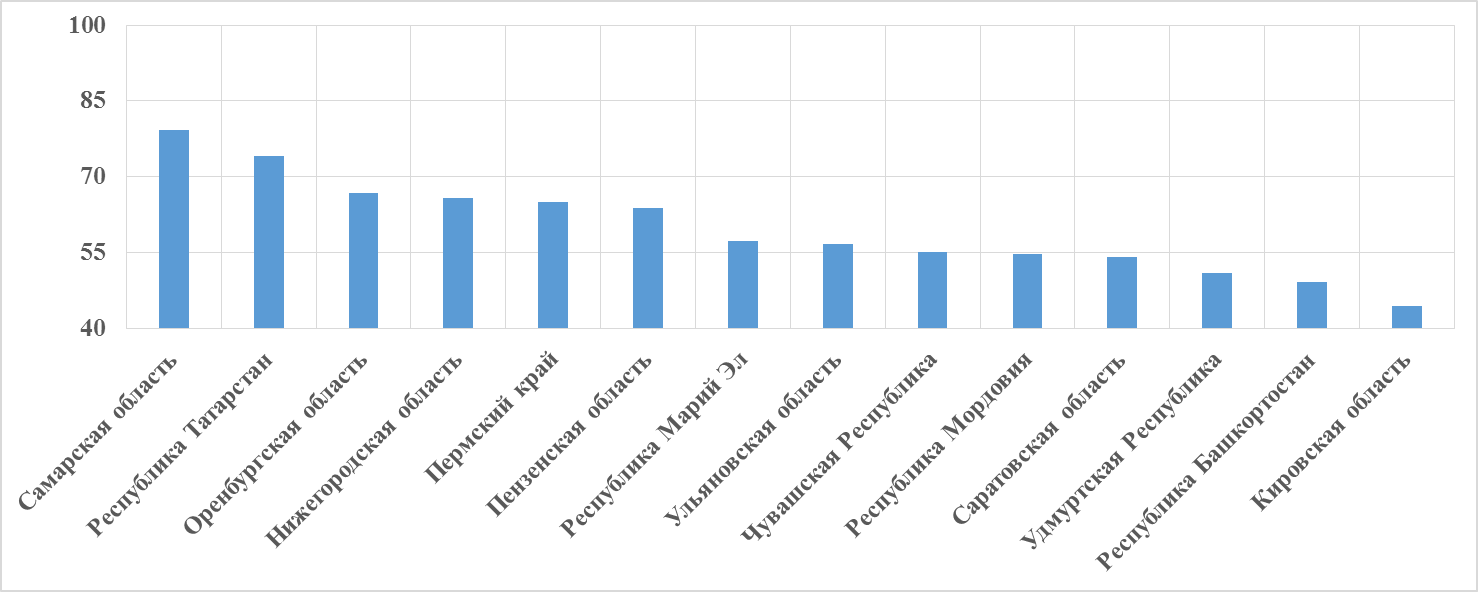 100
85
70
55
40
Самарская область
Республика Татарстан
Оренбургская область
Нижегородская область
Пермский край
Пензенская область
Республика Марий Эл
Ульяновская область
Чувашская Республика
Республика Мордовия
Саратовская область
Удмуртская Республика
Республика Башкортостан
Кировская область